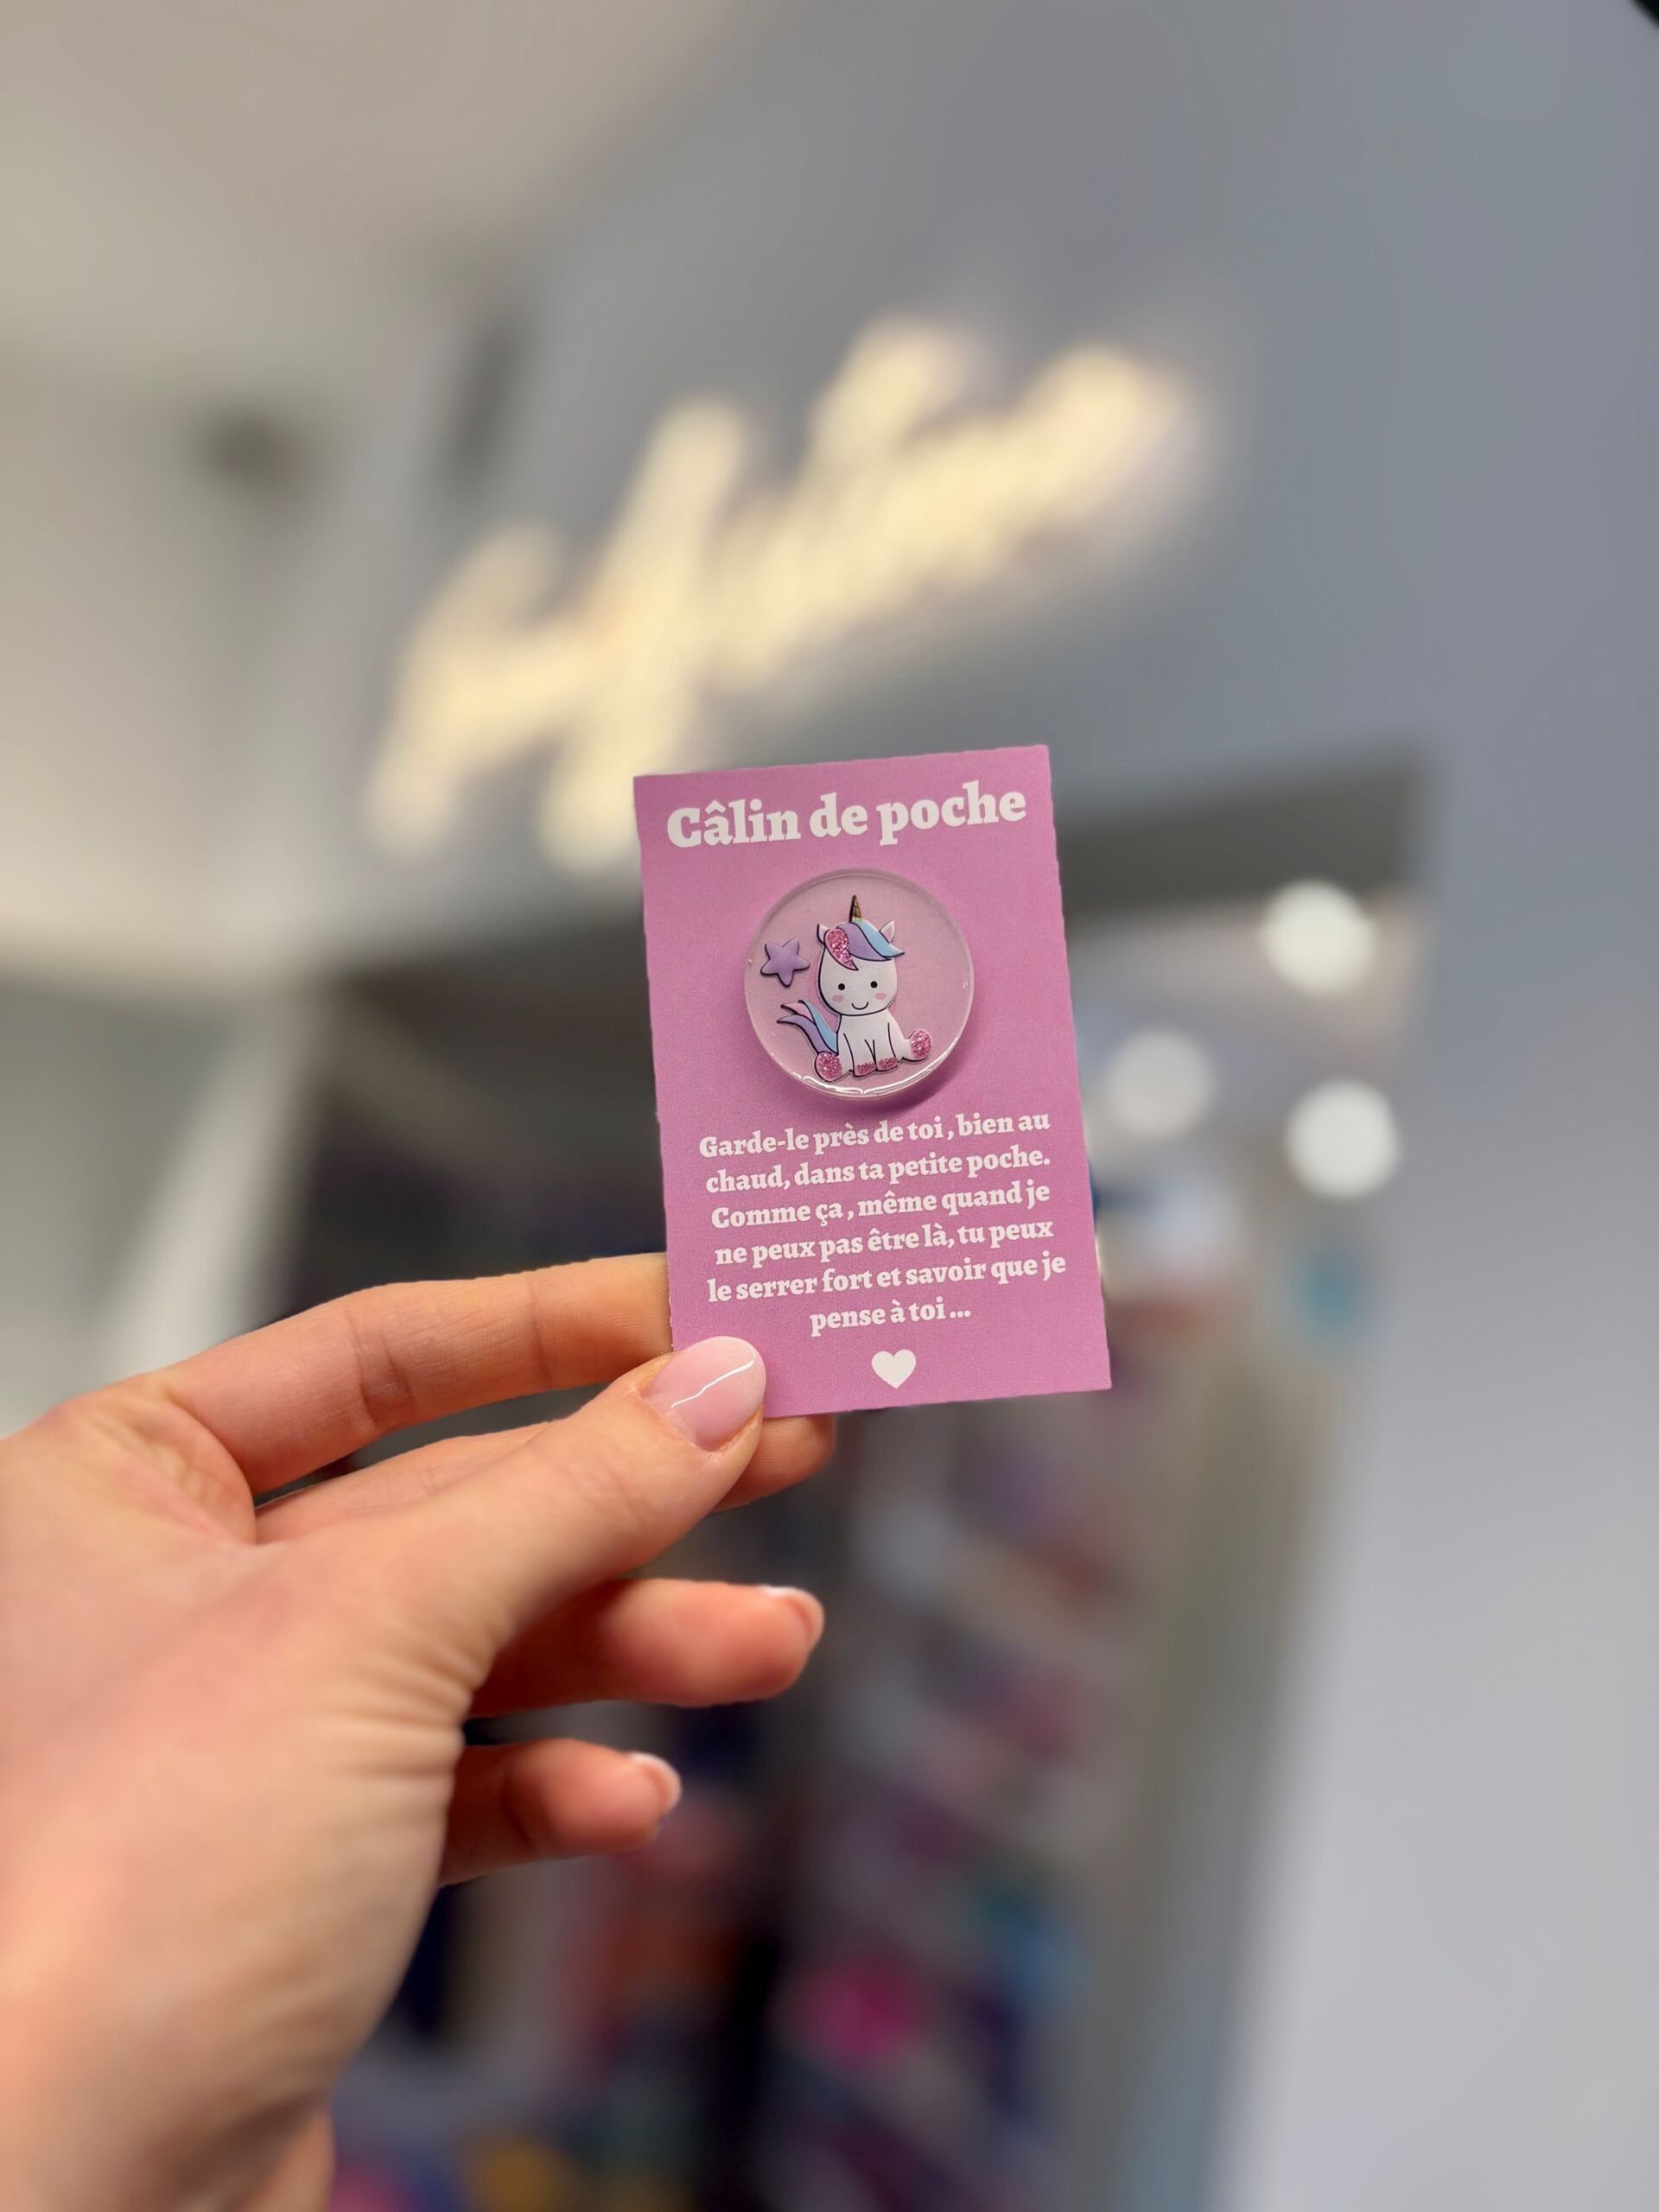 Câlin de poche
Garde-le près de toi, bien au
chaud, dans ta petite poche.
Comme ça, même quand je
ne peux pas être là, tu peux
le serrer fort et savoir que je
pense à toi...